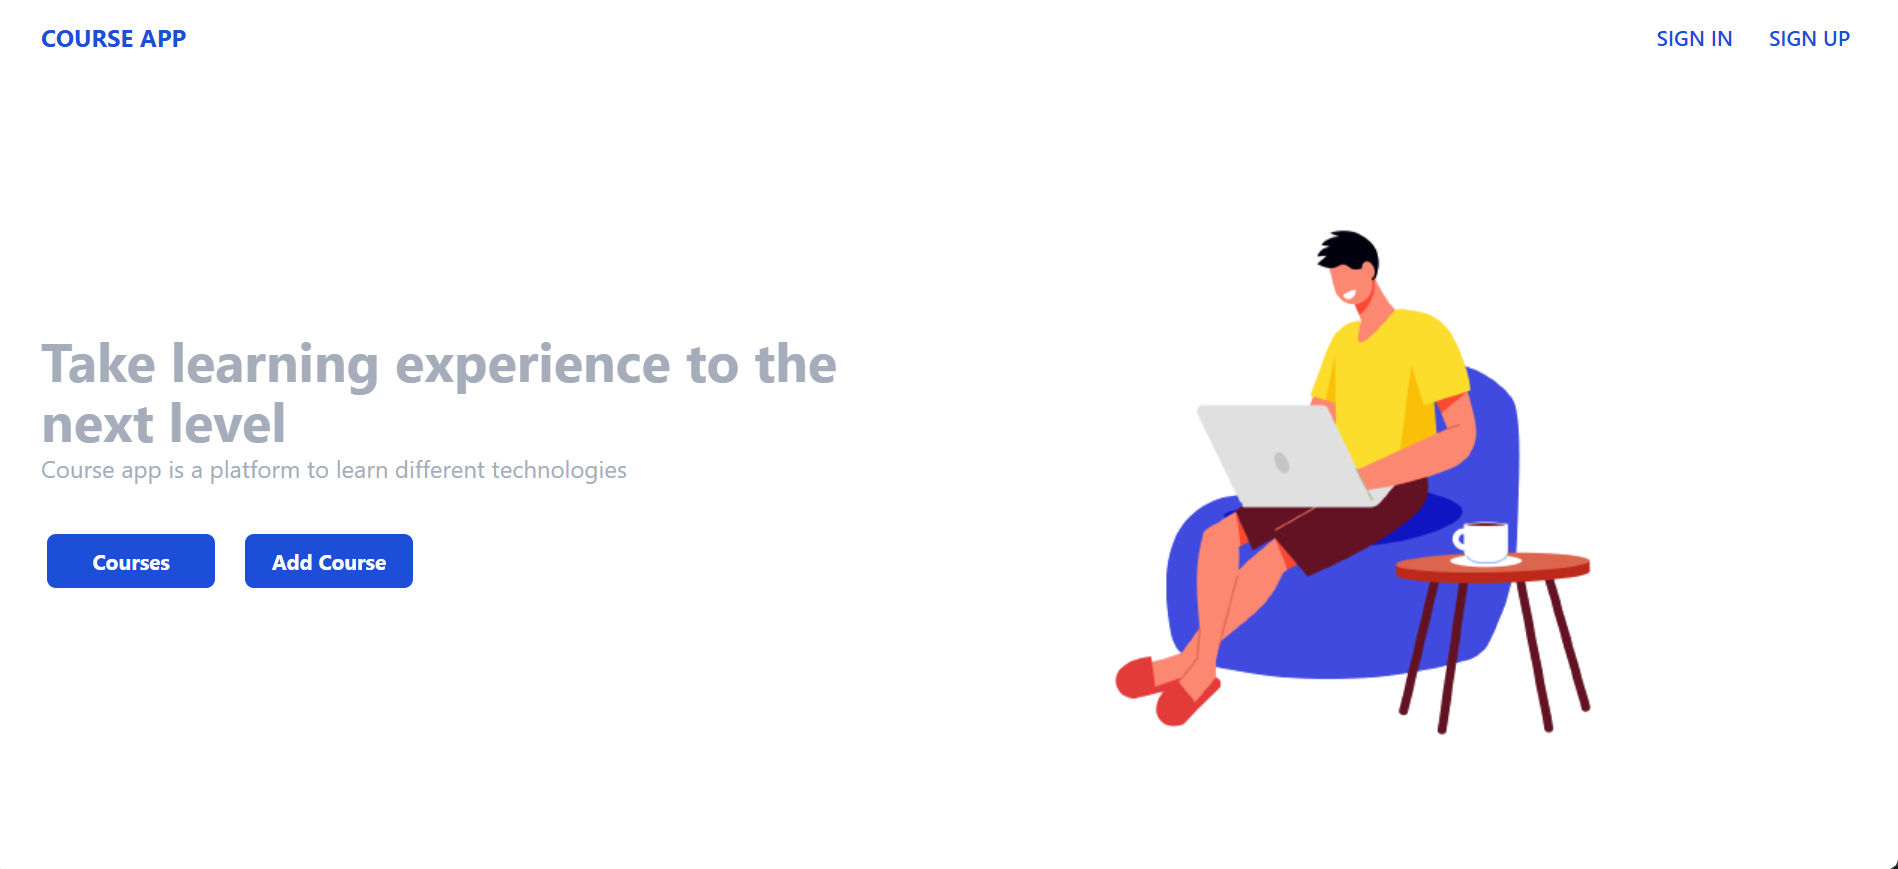 COURSE APP
SIGN IN
SIGN UP
Take learning experience to the
next level
Course app is a platform to learn different technologies
Courses
Add Course